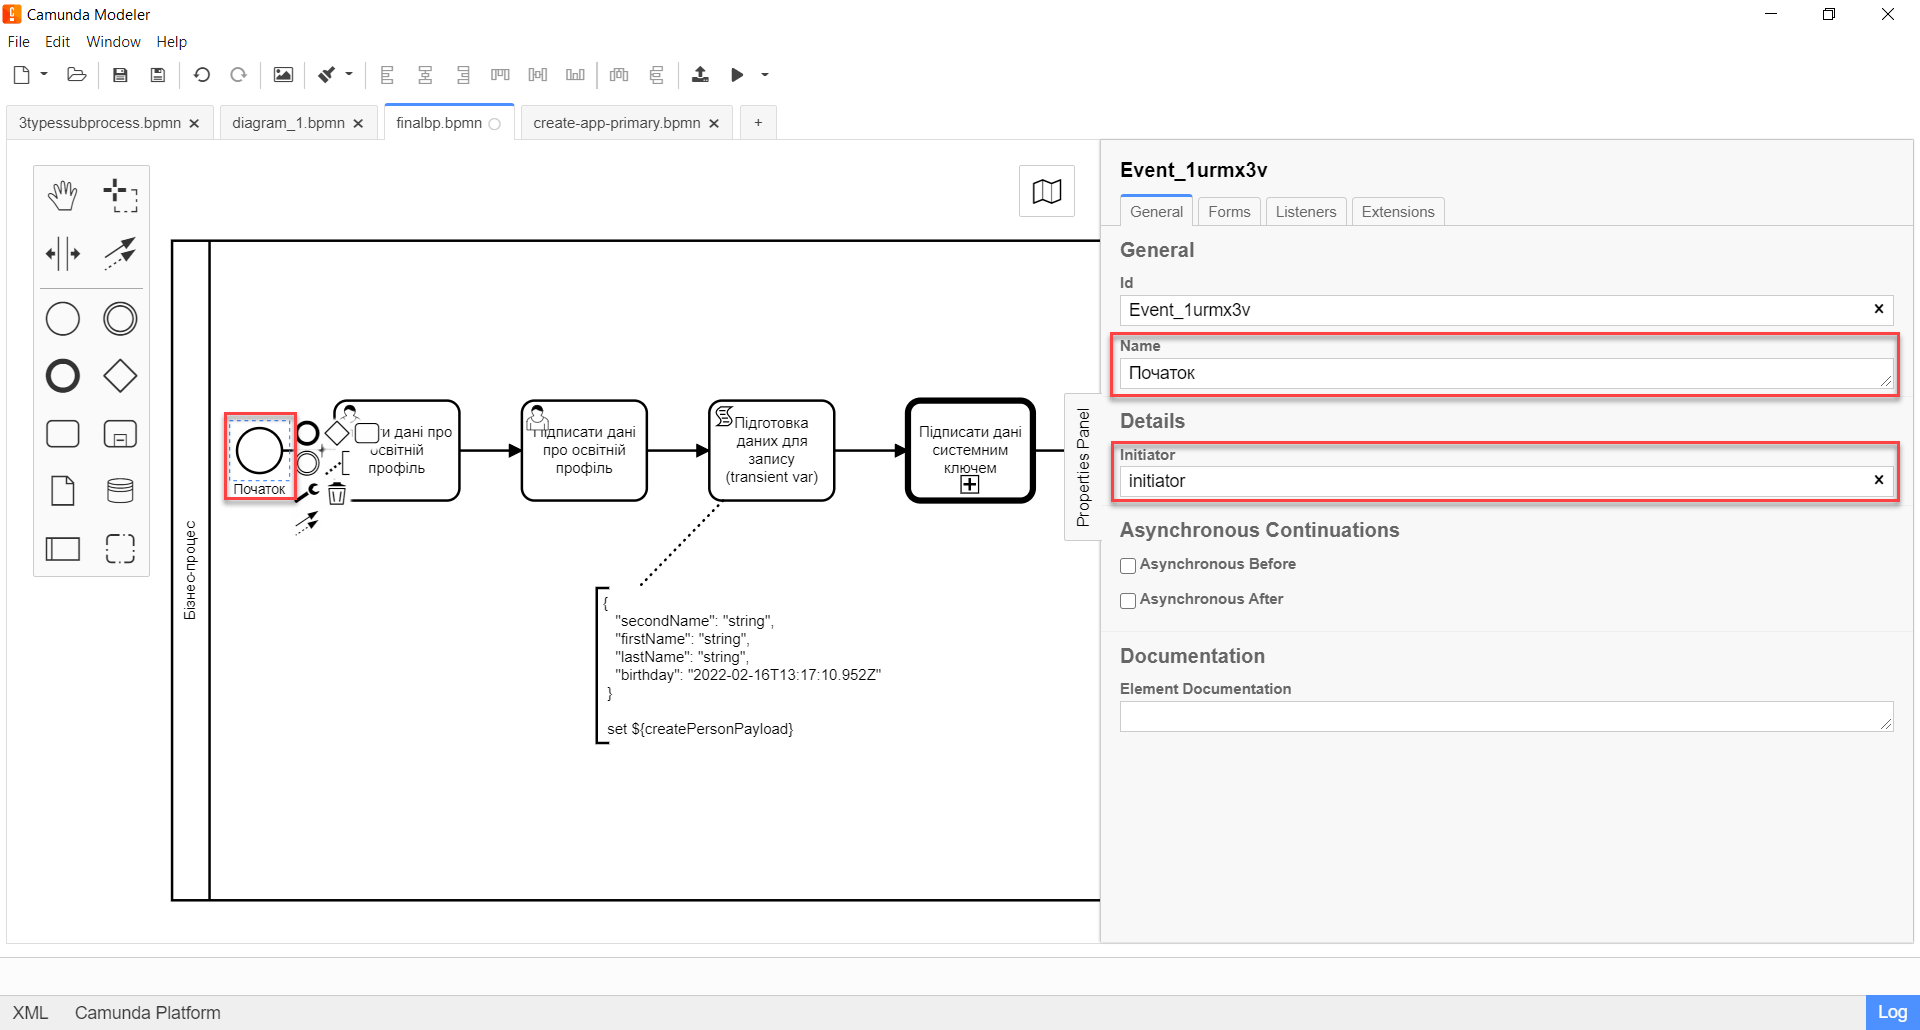 Camunda Modeler
File Edit Window Help
3typessubprocess.bpmn
diagram_1.bpmn
finalbp.bpmn
create-app-primary.bpmn
+
Бізнес-процес
Початок
дані про
освітній
профіль
Підписати дані
про освітній
профіль
Підготовка
даних для
запису
(transient var)
Підписати дані
системним
ключем
{
"secondName": "string",
"firstName": "string",
"lastName": "string",
"birthday": "2022-02-16T13:17:10.952Z"
}
set ${createPersonPayload}
Properties Panel
Event_1urmx3v
General Forms Listeners Extensions
General
Id
Event_1urmx3v
Name
Початок
Details
Initiator
initiator
Asynchronous Continuations
Asynchronous Before
Asynchronous After
Documentation
Element Documentation
XML Camunda Platform
Log